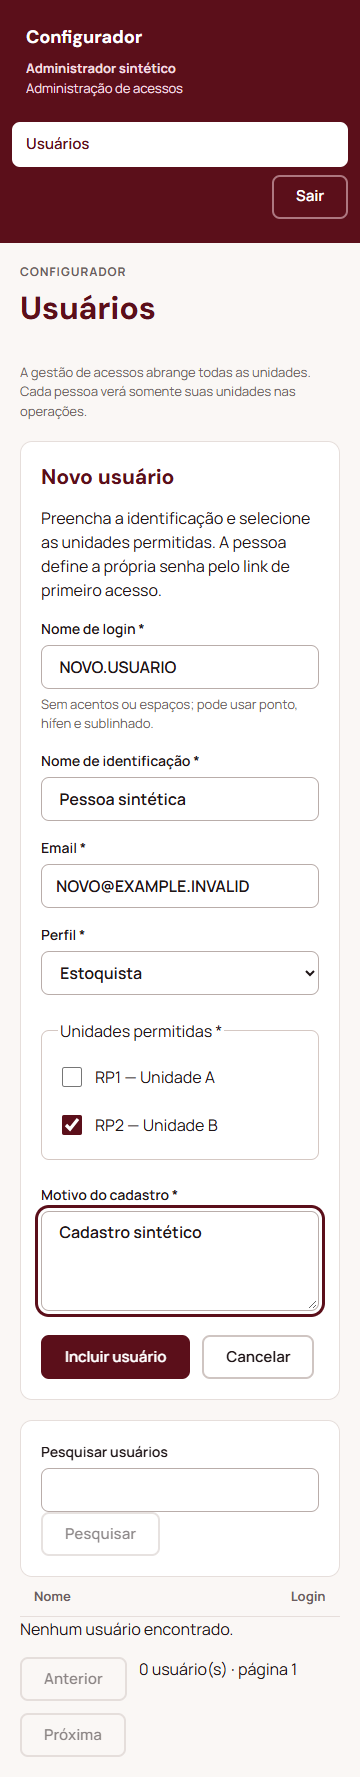 Configurador
Administrador sintético
Administração de acessos
Usuários
Sair
CONFIGURADOR
Usuários
A gestão de acessos abrange todas as unidades.
Cada pessoa verá somente suas unidades nas
operações.
Novo usuário
Preencha a identificação e selecione
as unidades permitidas. A pessoa
define a própria senha pelo link de
primeiro acesso.
Nome de login *
NOVO.USUARIO
Sem acentos ou espaços; pode usar ponto,
hífen e sublinhado.
Nome de identificação *
Pessoa sintética
Email *
NOVO@EXAMPLE.INVALID
Perfil *
Estoquista
Unidades permitidas *
RP1 — Unidade A
RP2 — Unidade B
Motivo do cadastro *
Cadastro sintético
Incluir usuário Cancelar
Pesquisar usuários
Pesquisar
Nome Login
Nenhum usuário encontrado.
Anterior 0 usuário(s) · página 1
Próxima